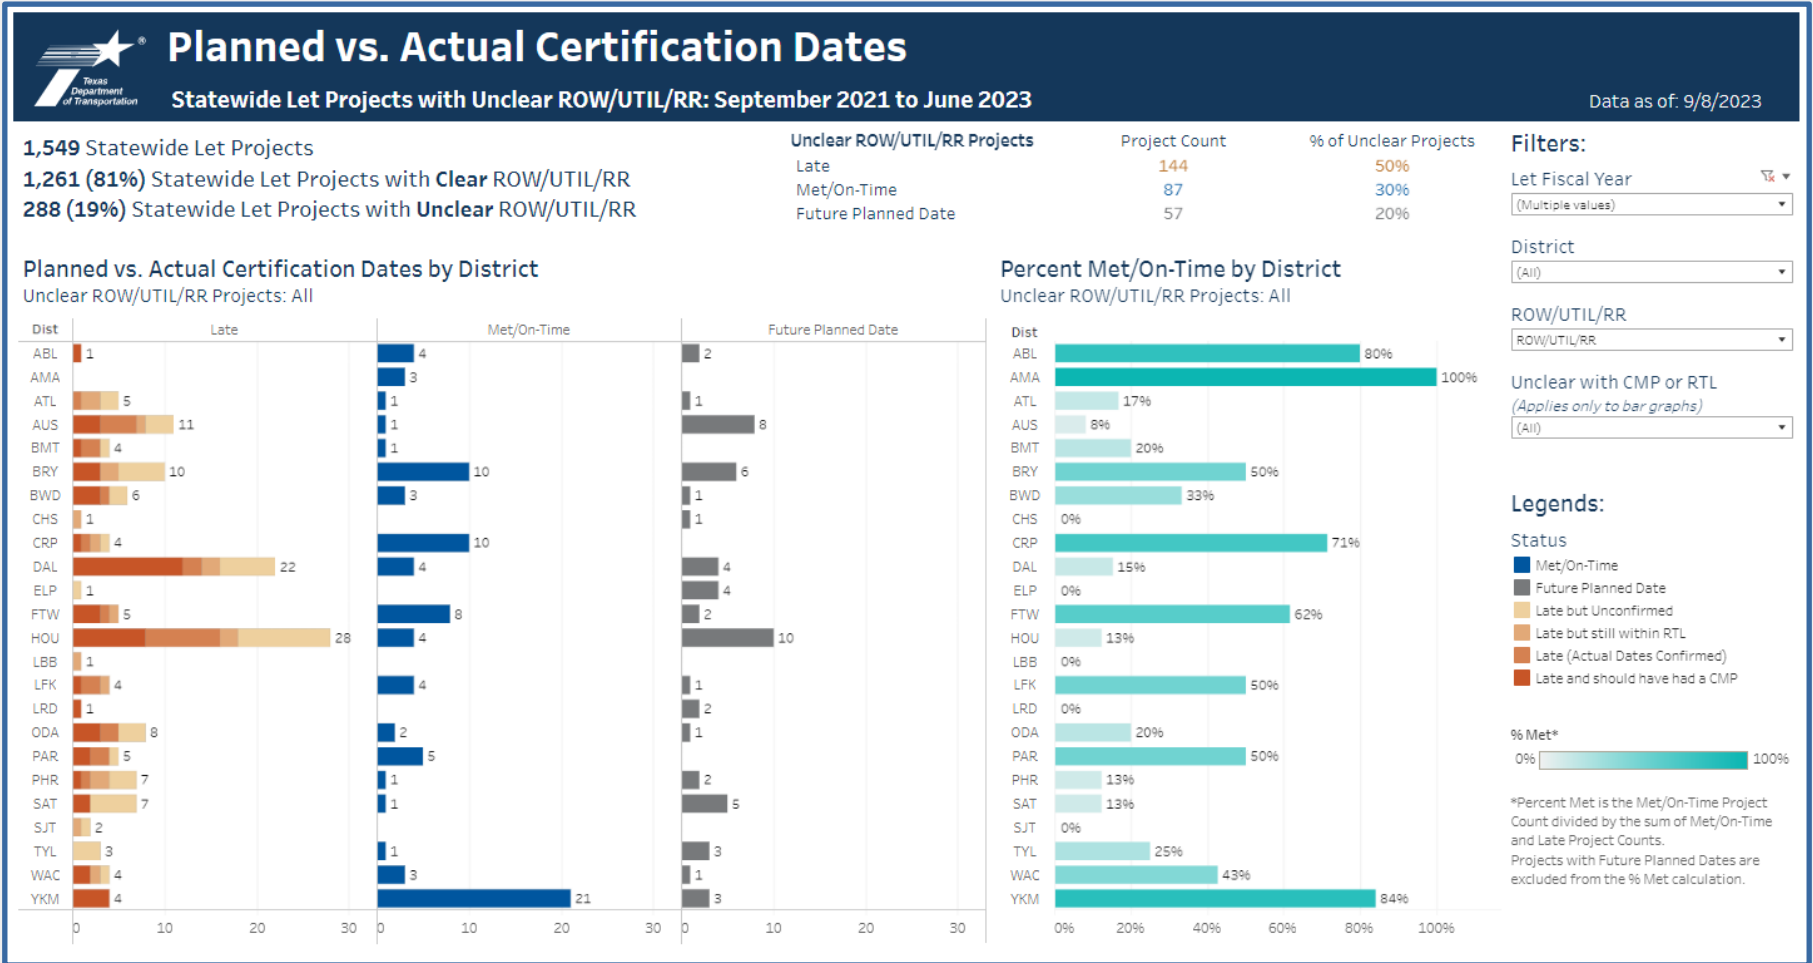 Texas
Department
of Transportation
®
Planned vs. Actual Certification Dates
Statewide Let Projects with Unclear ROW/UTIL/RR: September 2021 to June 2023
Data as of: 9/8/2023
1,549 Statewide Let Projects
1,261 (81%) Statewide Let Projects with Clear ROW/UTIL/RR
288 (19%) Statewide Let Projects with Unclear ROW/UTIL/RR
Unclear ROW/UTIL/RR Projects Project Count % of Unclear Projects
Late 144 50%
Met/On-Time 87 30%
Future Planned Date 57 20%
Planned vs. Actual Certification Dates by District
Unclear ROW/UTIL/RR Projects: All
Dist Late Met/On-Time Future Planned Date
ABL 1 4 2
AMA 3
ATL 5 1 1
AUS 11 1 8
BMT 4 1
BRY 10 10 6
BWD 6 3 1
CHS 1 1
CRP 4 10
DAL 22 4 4
ELP 1 4
FTW 5 8 2
HOU 28 4 10
LBB 1
LFK 4 4 1
LRD 1 2
ODA 8 2 1
PAR 5 5
PHR 7 1 2
SAT 7 1 5
SJT 2
TYL 3 1 3
WAC 4 3 1
YKM 4 21 3
0 10 20 30 0 10 20 30 0 10 20 30
Percent Met/On-Time by District
Unclear ROW/UTIL/RR Projects: All
Dist
ABL 80%
AMA 100%
ATL 17%
AUS 8%
BMT 20%
BRY 50%
BWD 33%
CHS 0%
CRP 71%
DAL 15%
ELP 0%
FTW 62%
HOU 13%
LBB 0%
LFK 50%
LRD 0%
ODA 20%
PAR 50%
PHR 13%
SAT 13%
SJT 0%
TYL 25%
WAC 43%
YKM 84%
0% 20% 40% 60% 80% 100%
Filters:
Let Fiscal Year
(Multiple values)
District
(All)
ROW/UTIL/RR
ROW/UTIL/RR
Unclear with CMP or RTL
(Applies only to bar graphs)
(All)
Legends:
Status
Met/On-Time
Future Planned Date
Late but Unconfirmed
Late but still within RTL
Late (Actual Dates Confirmed)
Late and should have had a CMP
% Met*
0% 100%
*Percent Met is the Met/On-Time Project
Count divided by the sum of Met/On-Time
and Late Project Counts.
Projects with Future Planned Dates are
excluded from the % Met calculation.